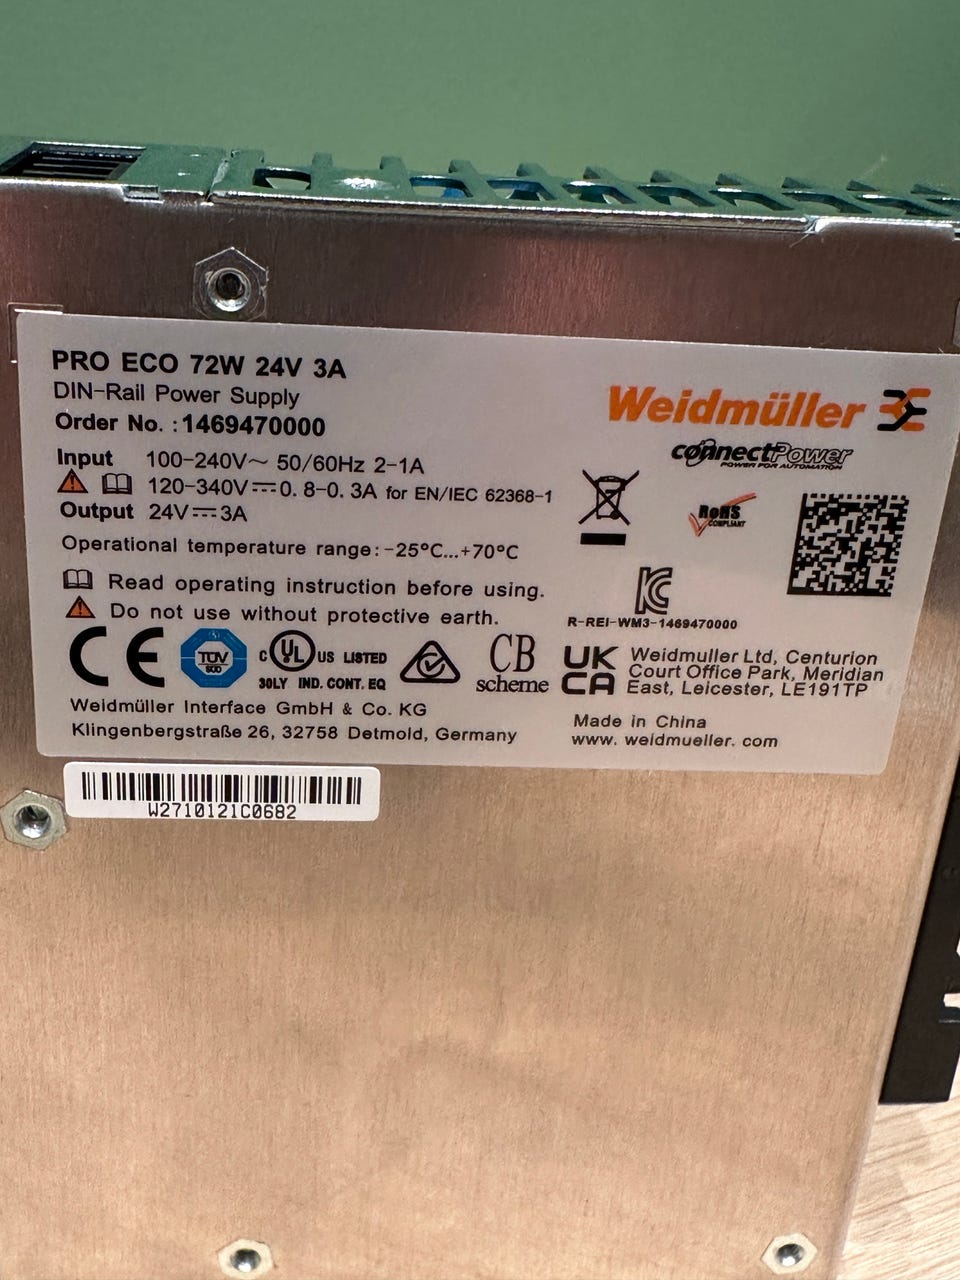 PRO ECO 72W 24V 3A
DIN-Rail Power Supply
Order No. : 1469470000
Weidmüller
connectPower
POWER FOR AUTOMATION
Input 100-240V~ 50/60Hz 2-1A
120-340V⎓0. 8-0. 3A for EN/IEC 62368-1
Output 24V⎓3A
RoHS
COMPLIANT
Operational temperature range: -25°C...+70°C
Read operating instruction before using.
Do not use without protective earth.
R-REI-WM3-1469470000
CE
TÜV
SÜD
c UL US LISTED
30LY IND. CONT. EQ
CB
scheme
UK
CA
Weidmuller Ltd, Centurion
Court Office Park, Meridian
East, Leicester, LE191TP
Weidmüller Interface GmbH & Co. KG
Klingenbergstraße 26, 32758 Detmold, Germany
Made in China
www. weidmueller. com
W2710121C0682